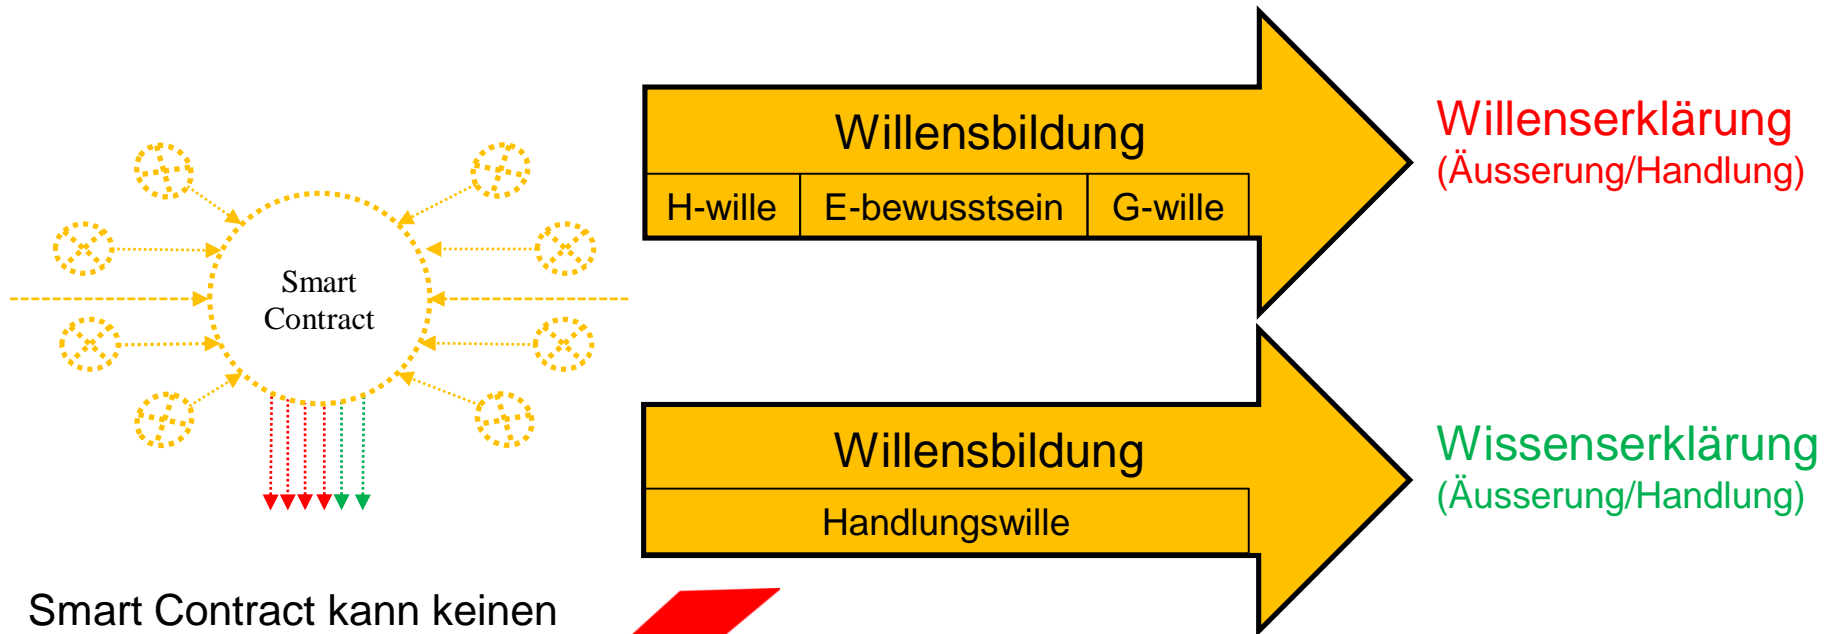 Willensbildung
H-wille E-bewusstsein G-wille
Willenserklärung
(Äusserung/Handlung)
Smart
Contract
Willensbildung
Handlungswille
Wissenserklärung
(Äusserung/Handlung)
Smart Contract kann keinen